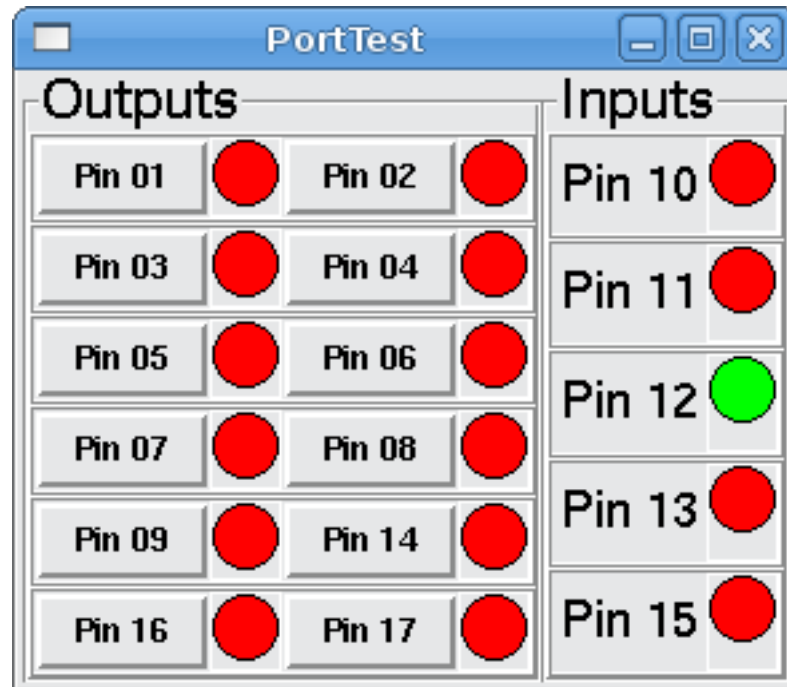 PortTest
Outputs
Pin 01 Pin 02
Pin 03 Pin 04
Pin 05 Pin 06
Pin 07 Pin 08
Pin 09 Pin 14
Pin 16 Pin 17
Inputs
Pin 10
Pin 11
Pin 12
Pin 13
Pin 15